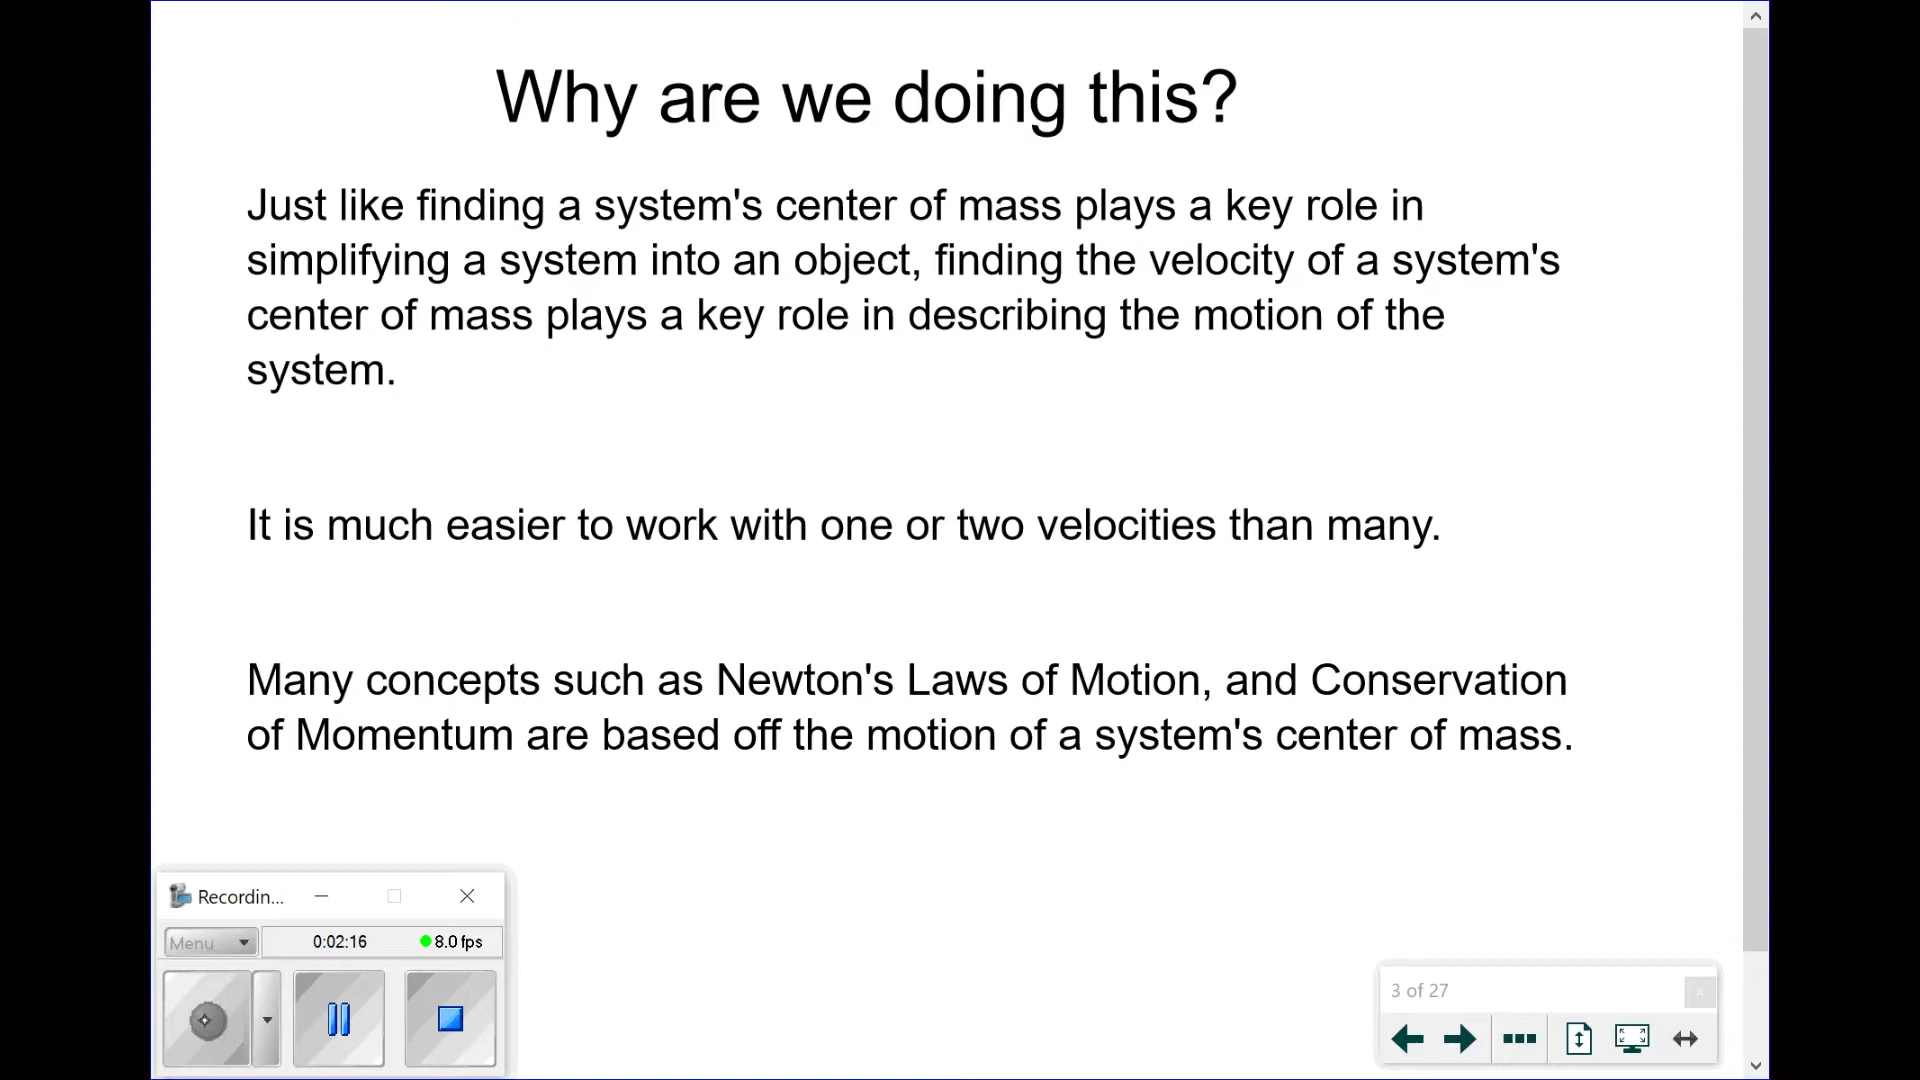 Why are we doing this?
Just like finding a system's center of mass plays a key role in
simplifying a system into an object, finding the velocity of a system's
center of mass plays a key role in describing the motion of the
system.
It is much easier to work with one or two velocities than many.
Many concepts such as Newton's Laws of Motion, and Conservation
of Momentum are based off the motion of a system's center of mass.
Recordin...
Menu 0:02:16 8.0 fps
3 of 27